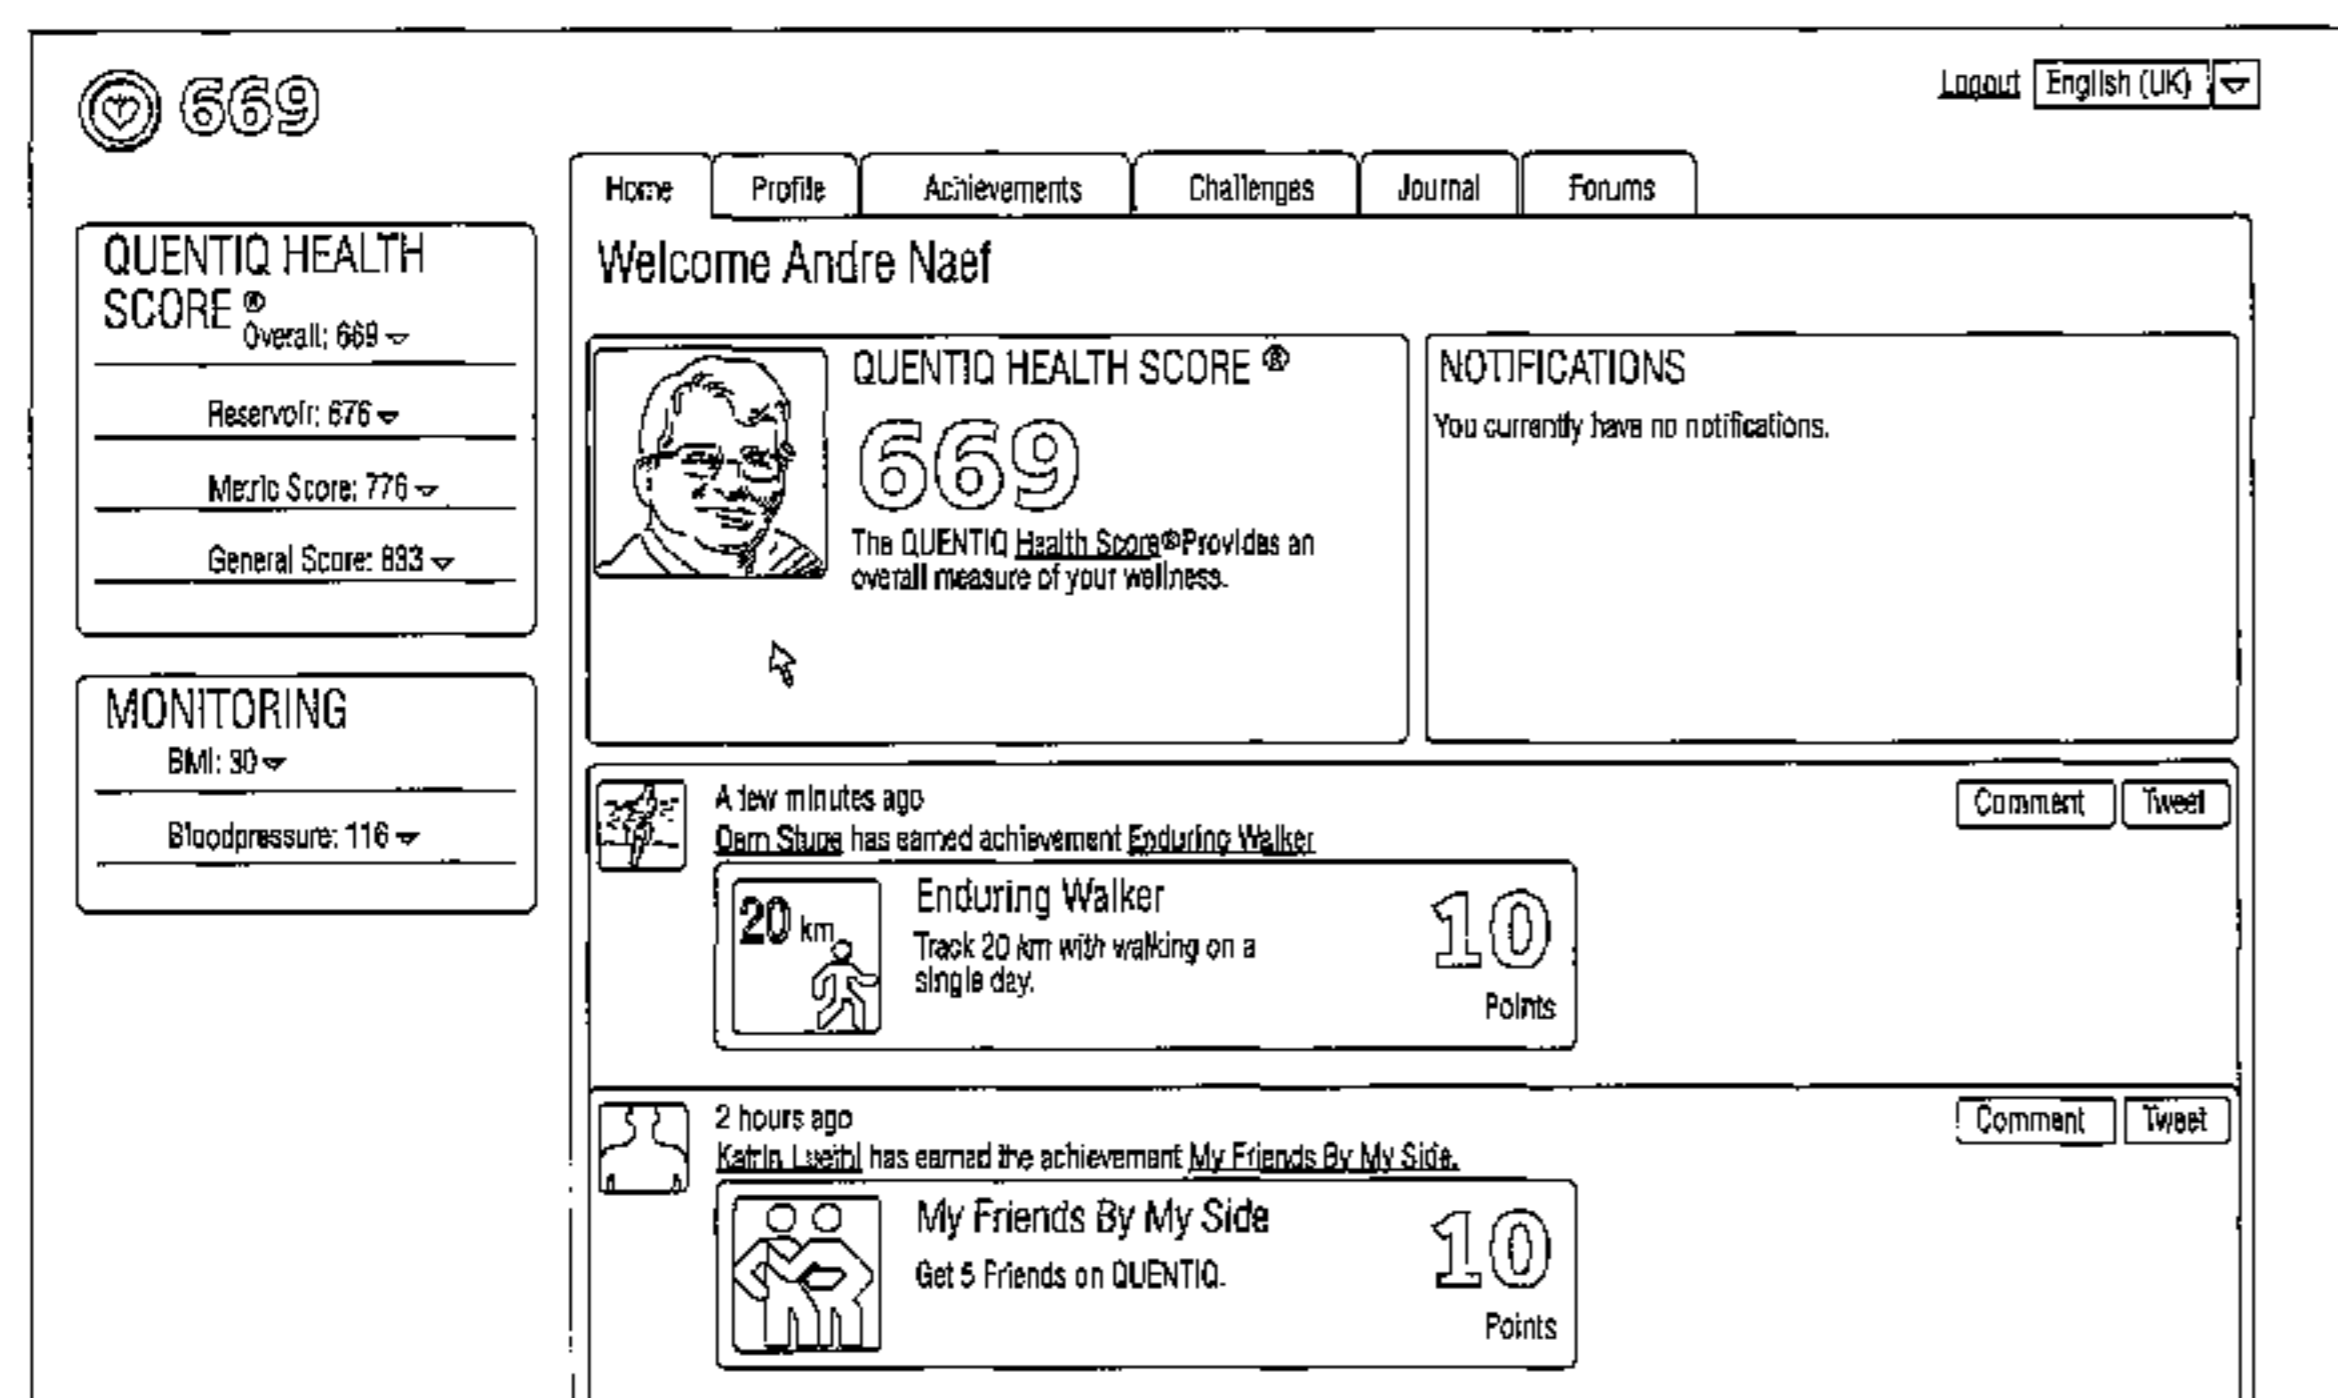 669
Logout English (UK)
Home Profile Achievements Challenges Journal Forums
QUENTIQ HEALTH
SCORE ®
Overall: 669
Reservoir: 676
Metric Score: 776
General Score: 833
MONITORING
BMI: 30
Bloodpressure: 116
Welcome Andre Naef
QUENTIQ HEALTH SCORE ®
669
The QUENTIQ Health Score®Provides an
overall measure of your wellness.
NOTIFICATIONS
You currently have no notifications.
A few minutes ago
has earned achievement Enduring Walker
Comment Tweet
20 km
Enduring Walker
Track 20 km with walking on a
single day.
10
Points
2 hours ago
Katrin has earned the achievement My Friends By My Side.
Comment Tweet
My Friends By My Side
Get 5 Friends on QUENTIQ.
10
Points